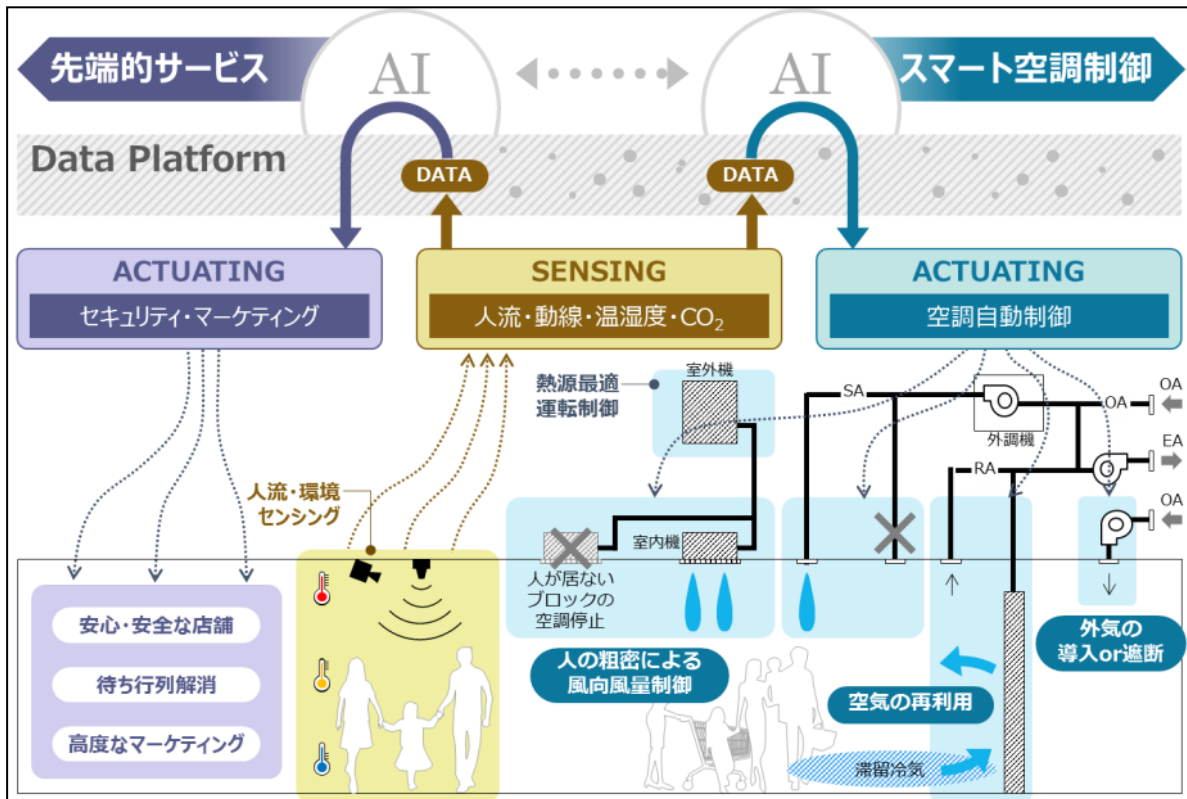 先端的サービス
AI
AI
スマート空調制御
Data Platform
DATA
DATA
ACTUATING
セキュリティ・マーケティング
SENSING
人流・動線・温湿度・CO₂
ACTUATING
空調自動制御
熱源最適
運転制御
室外機
SA
外調機
OA
OA
EA
RA
OA
人流・環境
センシング
室内機
人が居ない
ブロックの
空調停止
安心・安全な店舗
待ち行列解消
高度なマーケティング
人の粗密による
風向風量制御
外気の
導入or遮断
空気の再利用
滞留冷気